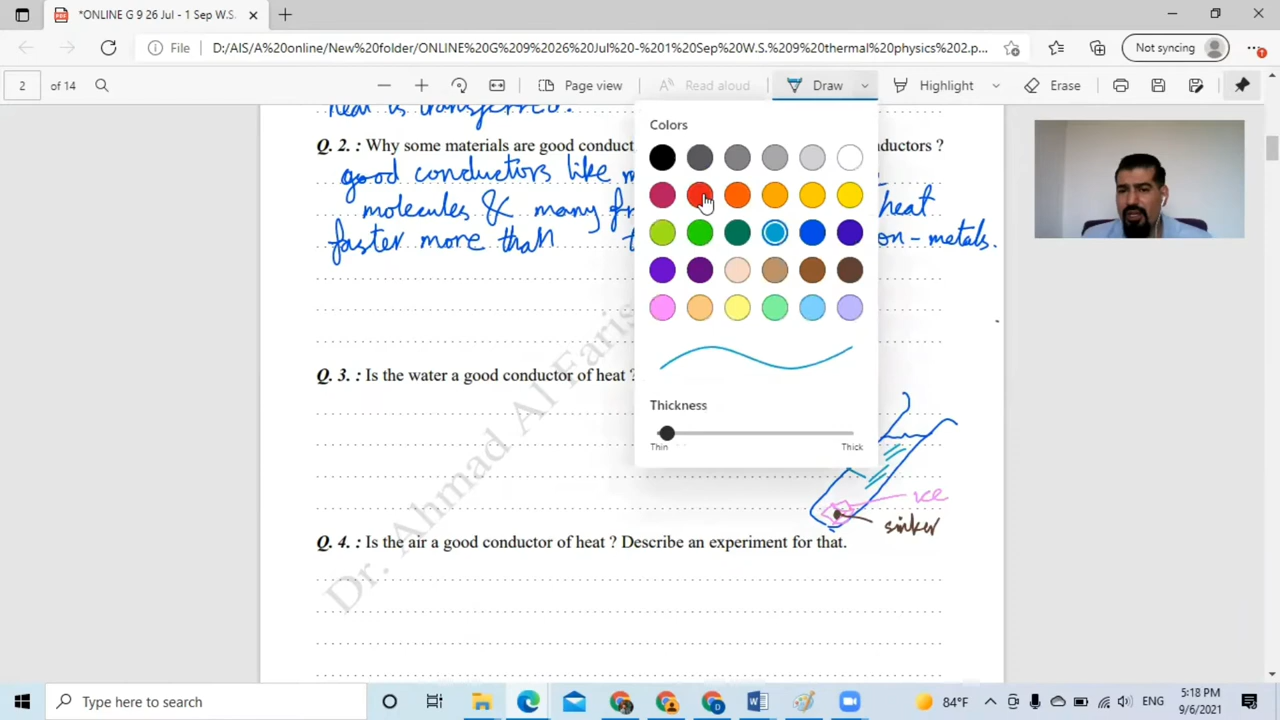 *ONLINE G 9 26 Jul - 1 Sep W.S.
File
D:/AIS/A%20online/New%20folder/ONLINE%20G%209%2026%20Jul%20-%201%20Sep%20W.S.%209%20thermal%20physics%202.p...
Not syncing
2 of 14
Page view
Read aloud
Draw
Highlight
Erase
heat is transferred.
Q. 2. : Why some materials are good conduct
ductors ?
good conductors like m
molecules & many fr
heat
faster more than
on-metals.
Q. 3. : Is the water a good conductor of heat ?
ice
sinker
Q. 4. : Is the air a good conductor of heat ? Describe an experiment for that.
Dr. Ahmad Al Faris
Colors
Thickness
Thin
Thick
Type here to search
84°F
ENG
5:18 PM
9/6/2021